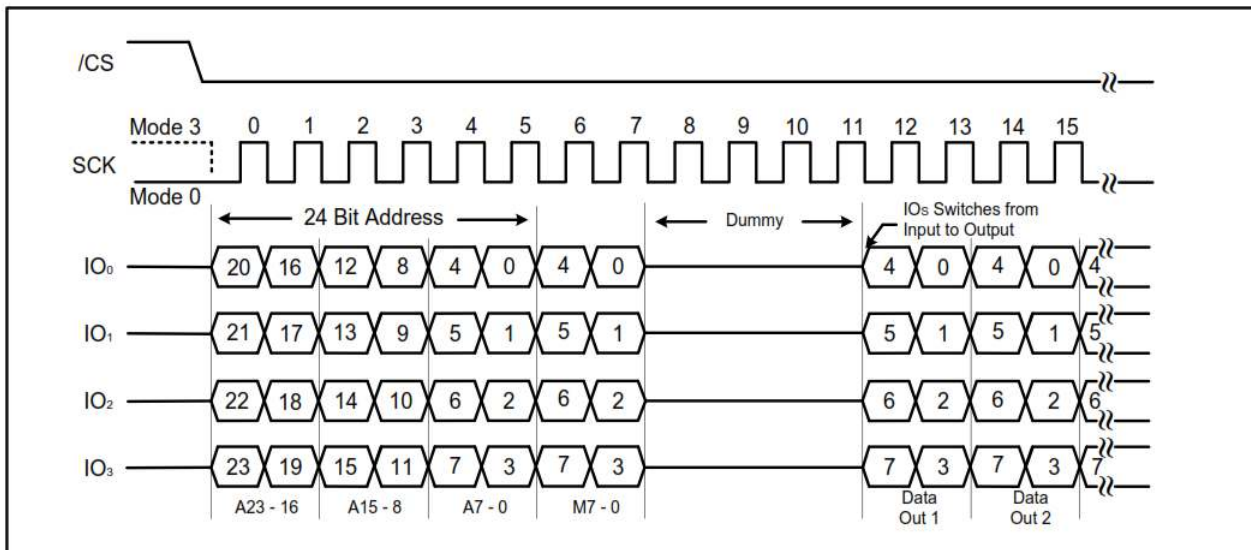 /CS
Mode 3 0 1 2 3 4 5 6 7 8 9 10 11 12 13 14 15
SCK
Mode 0
24 Bit Address Dummy IOs Switches from
Input to Output
IO₀ 20 16 12 8 4 0 4 0 4 0 4 0 4
IO₁ 21 17 13 9 5 1 5 1 5 1 5 1 5
IO₂ 22 18 14 10 6 2 6 2 6 2 6 2 6
IO₃ 23 19 15 11 7 3 7 3 7 3 7 3 7
A23 - 16 A15 - 8 A7 - 0 M7 - 0 Data Data
Out 1 Out 2